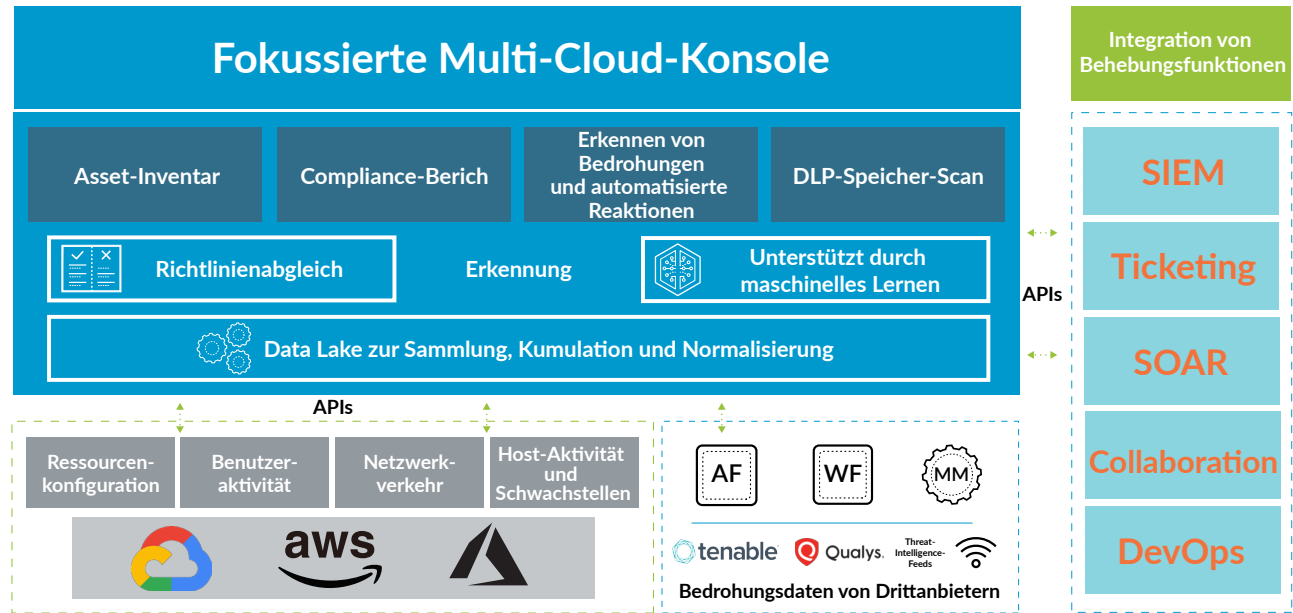 Fokussierte Multi-Cloud-Konsole
Asset-Inventar
Compliance-Berich
Erkennen von
Bedrohungen
und automatisierte
Reaktionen
DLP-Speicher-Scan
Richtlinienabgleich
Erkennung
Unterstützt durch
maschinelles Lernen
Data Lake zur Sammlung, Kumulation und Normalisierung
APIs
Ressourcen-
konfiguration
Benutzer-
aktivität
Netzwerk-
verkehr
Host-Aktivität
und
Schwachstellen
aws
AF
WF
MM
tenable
Qualys.
Threat-
Intelligence-
Feeds
Bedrohungsdaten von Drittanbietern
APIs
Integration von
Behebungsfunktionen
SIEM
Ticketing
SOAR
Collaboration
DevOps